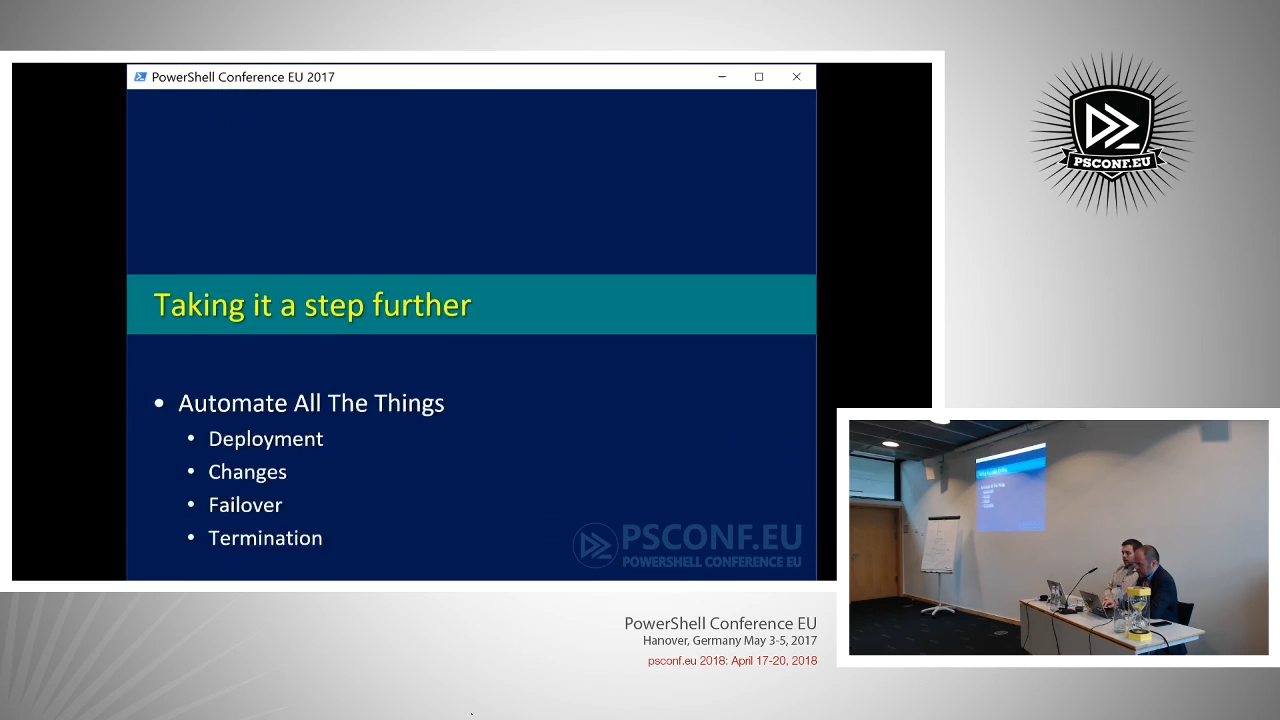 PowerShell Conference EU 2017
Taking it a step further
• Automate All The Things
• Deployment
• Changes
• Failover
• Termination
PSCONF.EU
POWERSHELL CONFERENCE EU
PSCONF.EU
PowerShell Conference EU
Hanover, Germany May 3-5, 2017
psconf.eu 2018: April 17-20, 2018